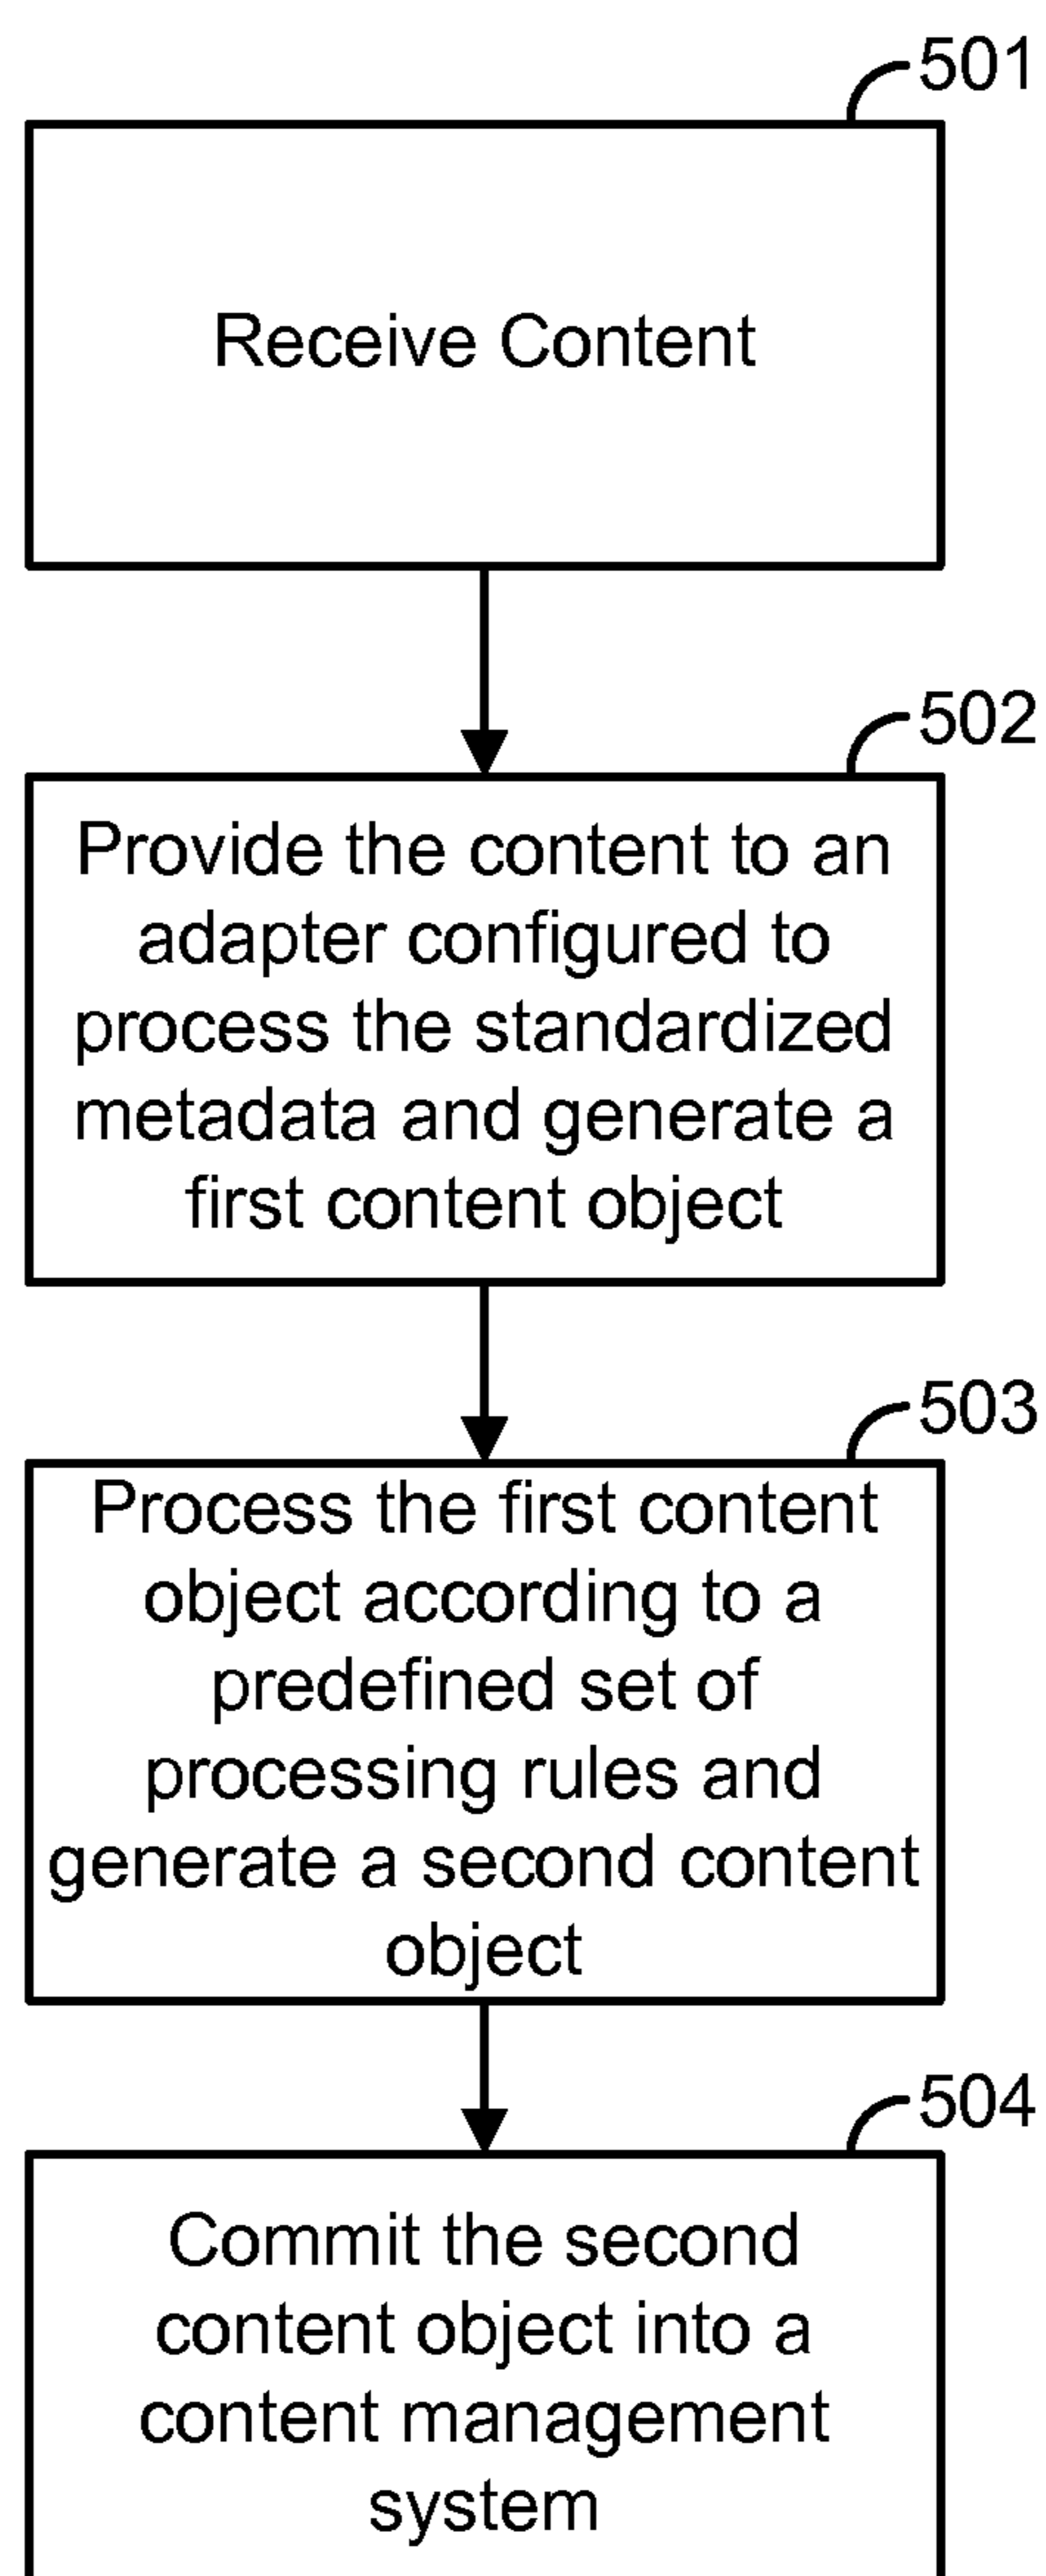 501
Receive Content
502
Provide the content to an
adapter configured to
process the standardized
metadata and generate a
first content object
503
Process the first content
object according to a
predefined set of
processing rules and
generate a second content
object
504
Commit the second
content object into a
content management
system